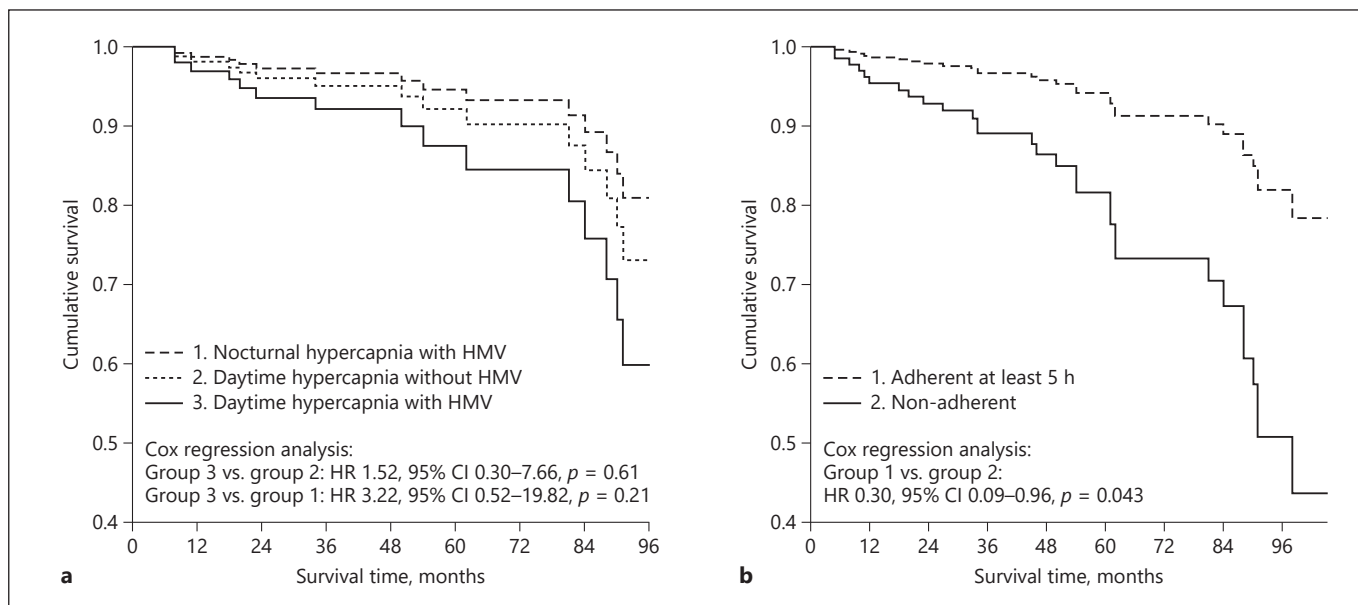 1.0
0.9
0.8
0.7
0.6
0.5
0.4
Cumulative survival
1. Nocturnal hypercapnia with HMV
2. Daytime hypercapnia without HMV
3. Daytime hypercapnia with HMV
Cox regression analysis:
Group 3 vs. group 2: HR 1.52, 95% CI 0.30–7.66, p = 0.61
Group 3 vs. group 1: HR 3.22, 95% CI 0.52–19.82, p = 0.21
0 12 24 36 48 60 72 84 96
a Survival time, months
1.0
0.9
0.8
0.7
0.6
0.5
0.4
Cumulative survival
1. Adherent at least 5 h
2. Non-adherent
Cox regression analysis:
Group 1 vs. group 2:
HR 0.30, 95% CI 0.09–0.96, p = 0.043
0 12 24 36 48 60 72 84 96
b Survival time, months